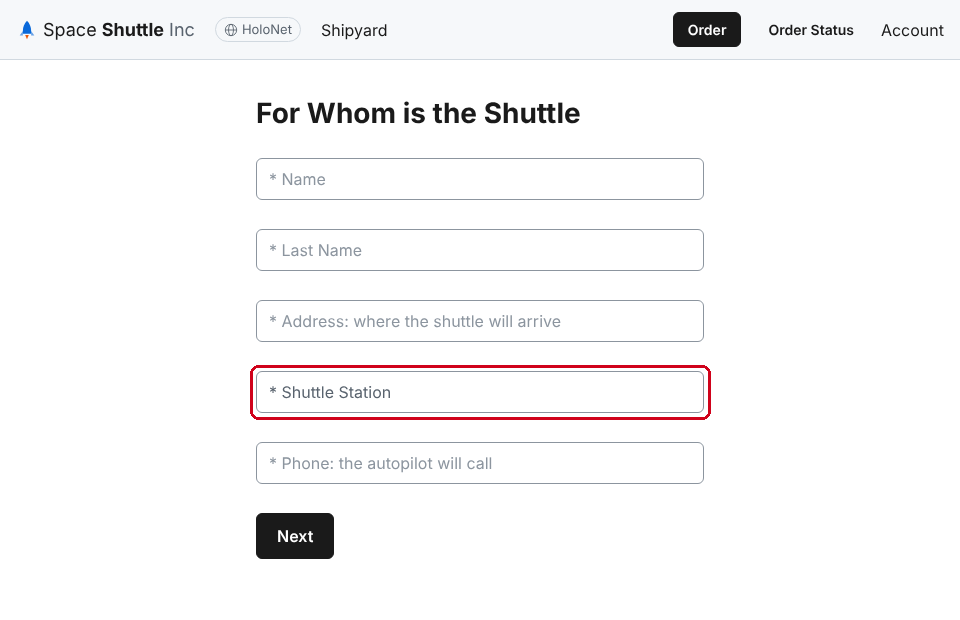 Space Shuttle Inc
HoloNet
Shipyard
Order
Order Status
Account
For Whom is the Shuttle
* Name
* Last Name
* Address: where the shuttle will arrive
* Shuttle Station
* Phone: the autopilot will call
Next